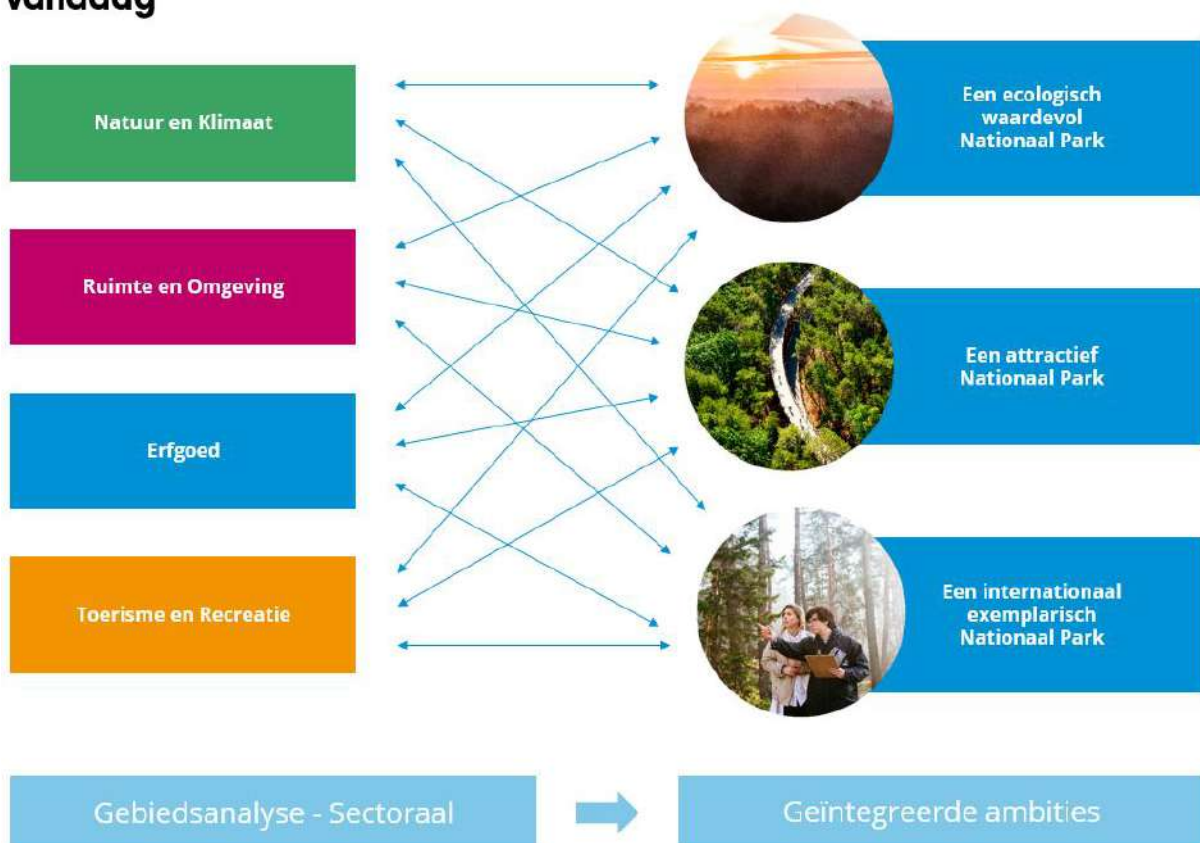 vandaag
Natuur en Klimaat
Een ecologisch
waardevol
Nationaal Park
Ruimte en Omgeving
Een attractief
Nationaal Park
Erfgoed
Toerisme en Recreatie
Een internationaal
exemplarisch
Nationaal Park
Gebiedsanalyse - Sectoraal
Geïntegreerde ambities